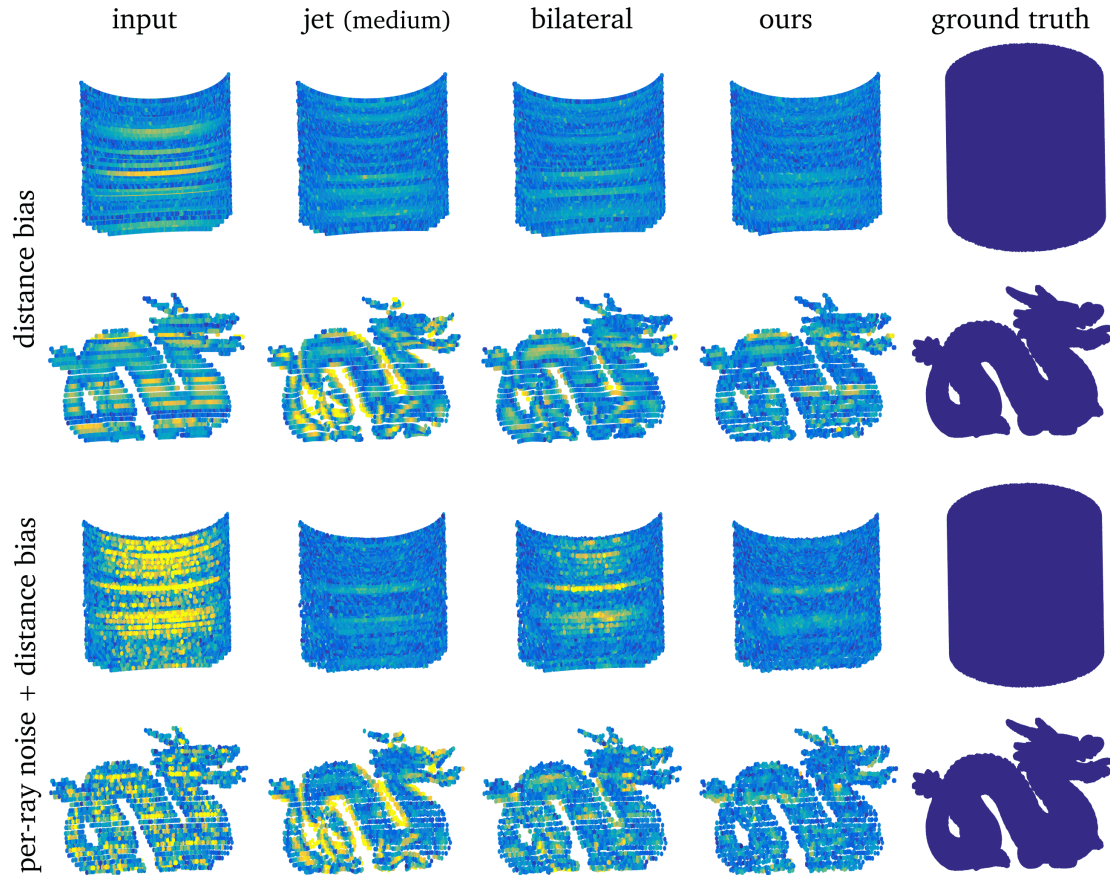 input
jet (medium)
bilateral
ours
ground truth
distance bias
per-ray noise + distance bias